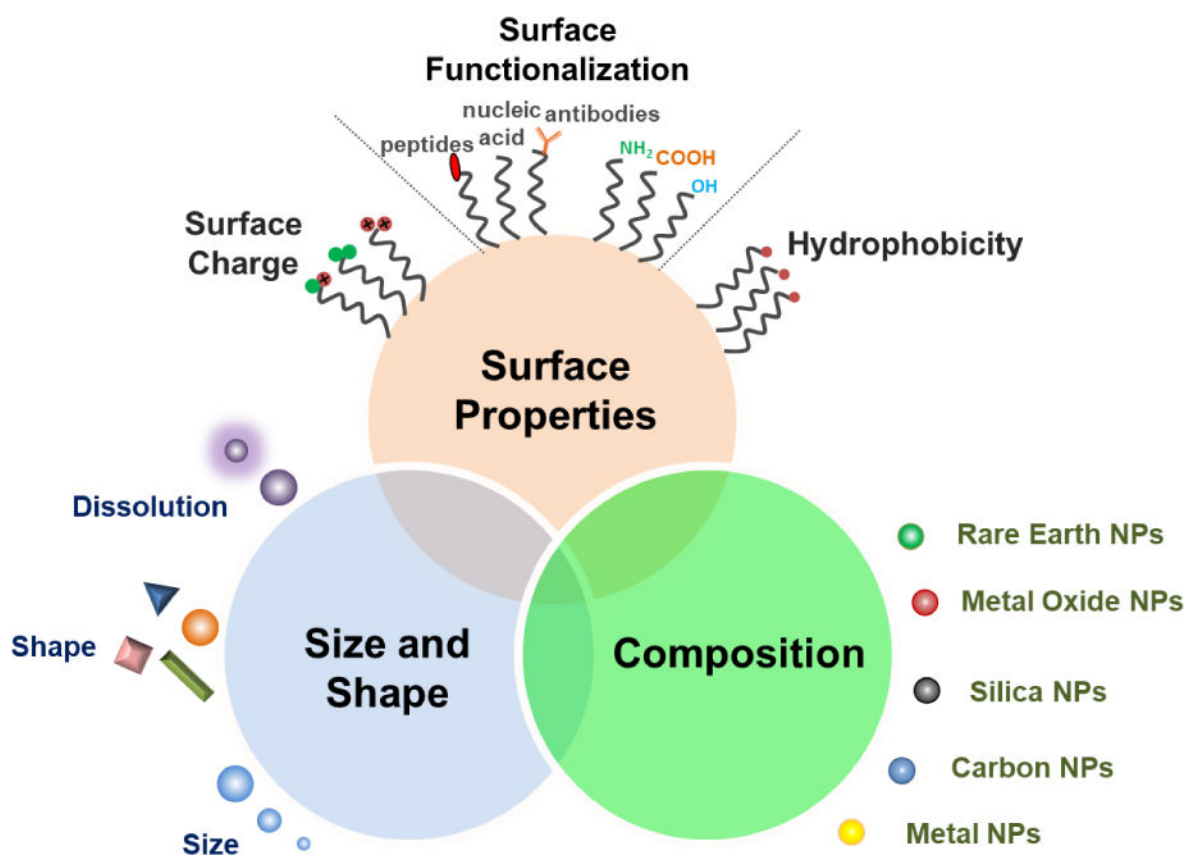 Surface
Functionalization
nucleic antibodies
peptides acid
NH2 COOH
OH
Surface
Charge
Hydrophobicity
Surface
Properties
Dissolution
Rare Earth NPs
Metal Oxide NPs
Shape
Size and
Shape
Composition
Silica NPs
Carbon NPs
Size
Metal NPs